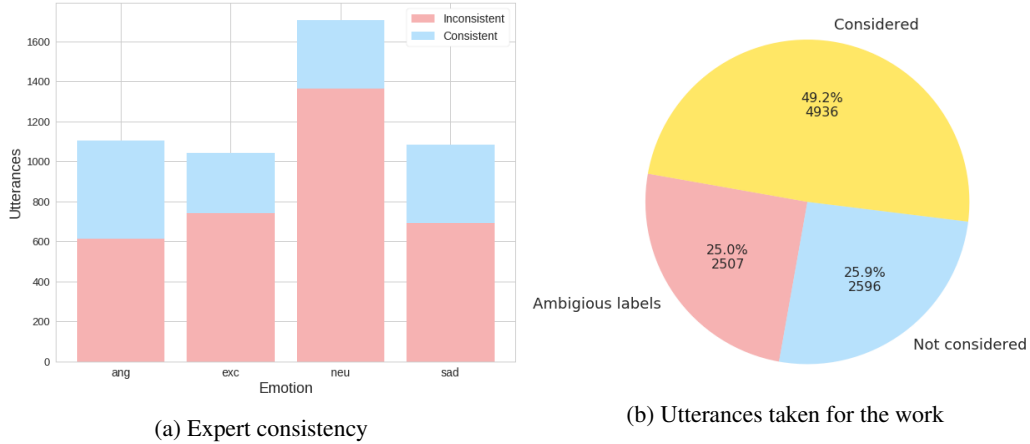 Inconsistent
Consistent
1600
1400
1200
1000
800
600
400
200
0
Utterances
ang exc neu sad
Emotion
(a) Expert consistency
Considered
49.2%
4936
25.0%
2507
25.9%
2596
Ambigious labels
Not considered
(b) Utterances taken for the work